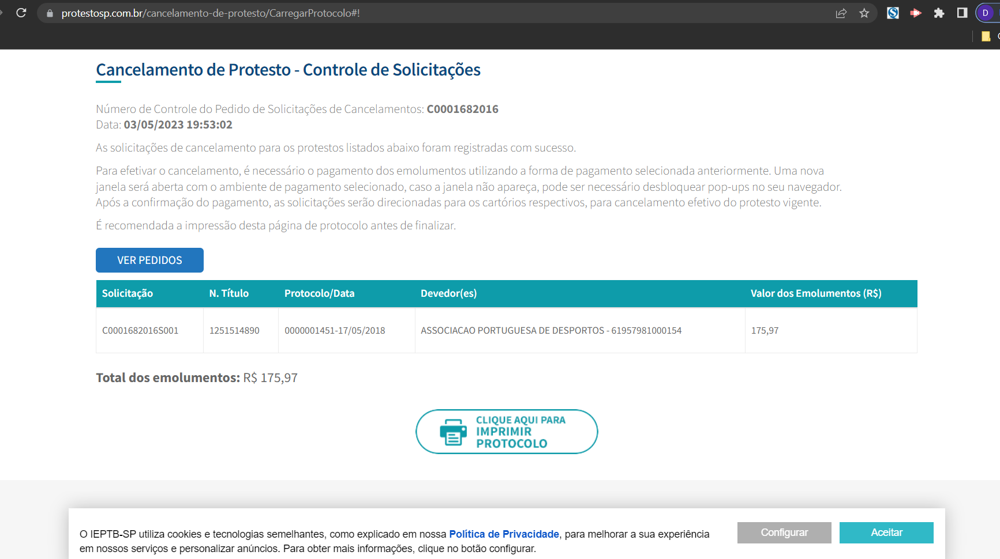 protestosp.com.br/cancelamento-de-protesto/CarregarProtocolo#!
D
Cancelamento de Protesto - Controle de Solicitações
Número de Controle do Pedido de Solicitações de Cancelamentos: C0001682016
Data: 03/05/2023 19:53:02
As solicitações de cancelamento para os protestos listados abaixo foram registradas com sucesso.
Para efetivar o cancelamento, é necessário o pagamento dos emolumentos utilizando a forma de pagamento selecionada anteriormente. Uma nova
janela será aberta com o ambiente de pagamento selecionado, caso a janela não apareça, pode ser necessário desbloquear pop-ups no seu navegador.
Após a confirmação do pagamento, as solicitações serão direcionadas para os cartórios respectivos, para cancelamento efetivo do protesto vigente.
É recomendada a impressão desta página de protocolo antes de finalizar.
VER PEDIDOS
Solicitação N. Título Protocolo/Data Devedor(es) Valor dos Emolumentos (R$)
C0001682016S001 1251514890 0000001451-17/05/2018 ASSOCIACAO PORTUGUESA DE DESPORTOS - 61957981000154 175,97
Total dos emolumentos: R$ 175,97
CLIQUE AQUI PARA
IMPRIMIR
PROTOCOLO
O IEPTB-SP utiliza cookies e tecnologias semelhantes, como explicado em nossa Política de Privacidade, para melhorar a sua experiência
em nossos serviços e personalizar anúncios. Para obter mais informações, clique no botão configurar.
Configurar
Aceitar